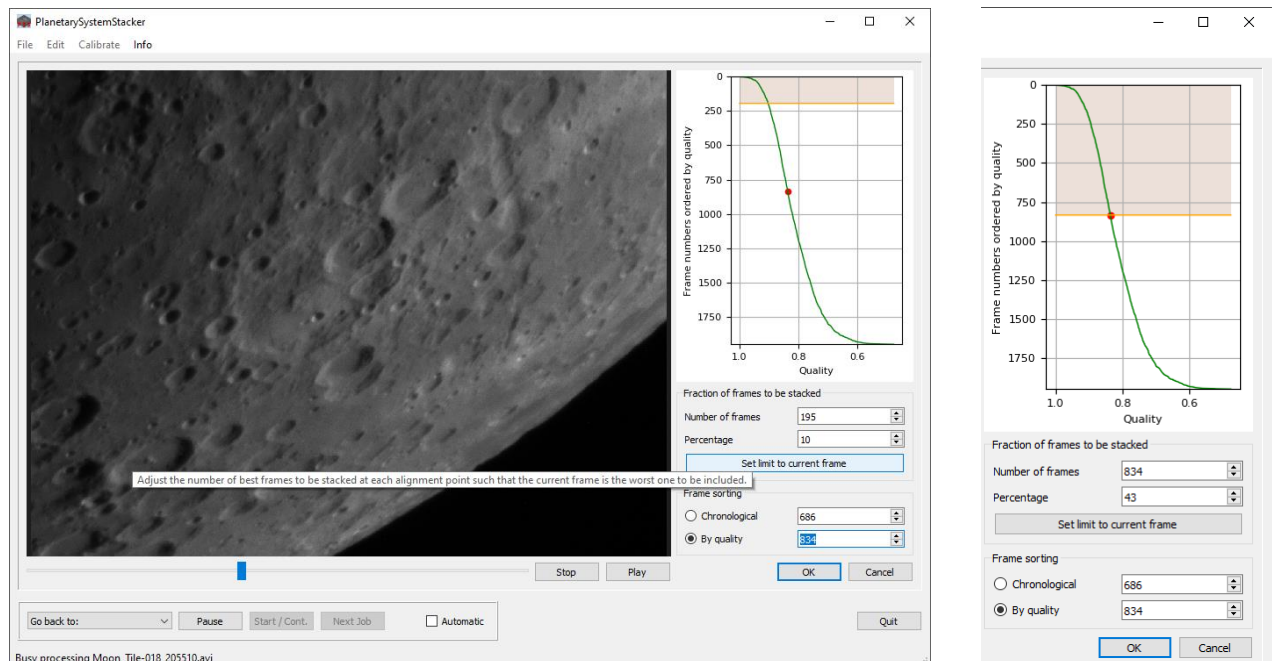 PlanetarySystemStacker
File Edit Calibrate Info
0
250
500
750
1000
1250
1500
1750
Frame numbers ordered by quality
1.0 0.8 0.6
Quality
Fraction of frames to be stacked
Number of frames 195
Percentage 10
Set limit to current frame
Adjust the number of best frames to be stacked at each alignment point such that the current frame is the worst one to be included.
Frame sorting
Chronological 686
By quality 834
Stop Play OK Cancel
Go back to: Pause Start / Cont. Next Job Automatic Quit
Busy processing Moon_Tile-018_205510.avi
0
250
500
750
1000
1250
1500
1750
Frame numbers ordered by quality
1.0 0.8 0.6
Quality
Fraction of frames to be stacked
Number of frames 834
Percentage 43
Set limit to current frame
Frame sorting
Chronological 686
By quality 834
OK Cancel